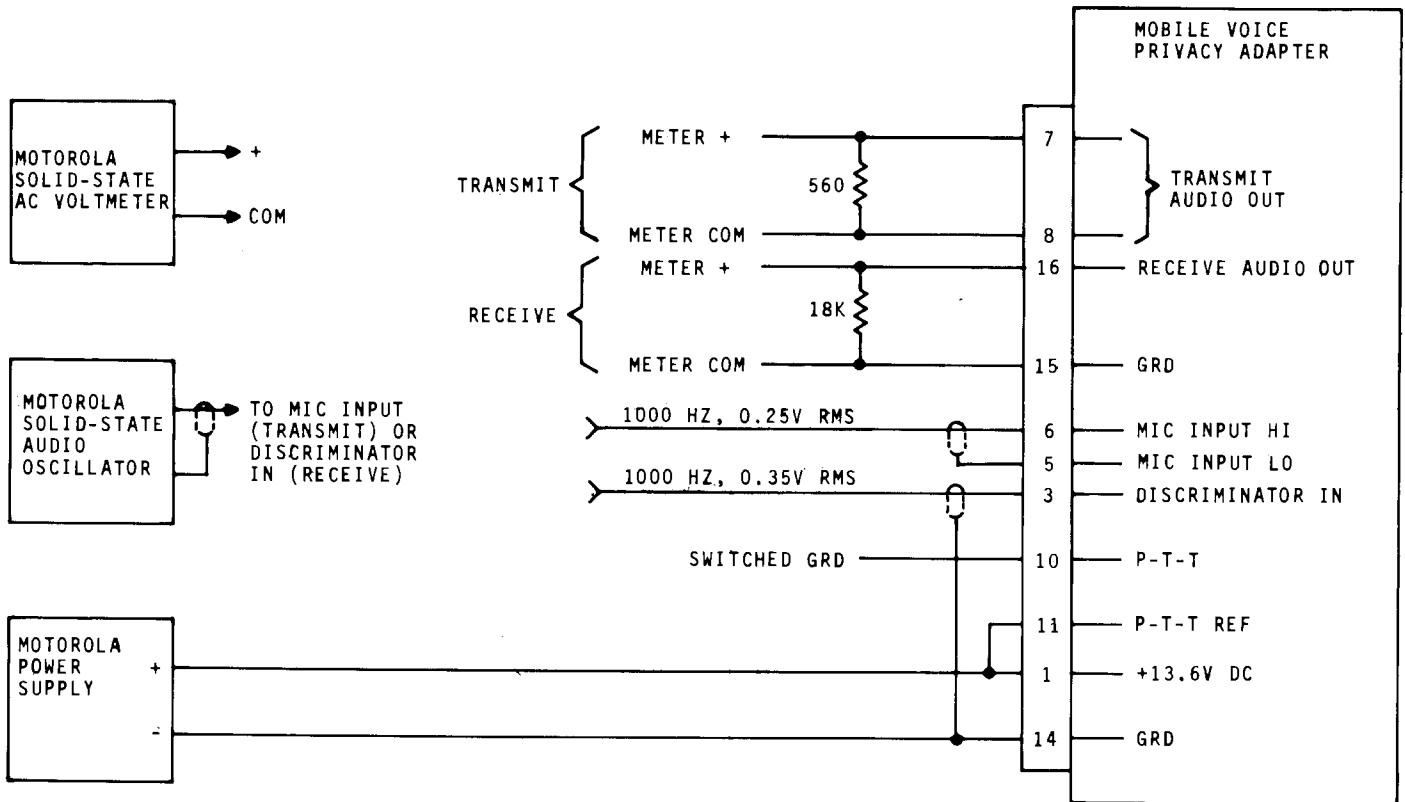 MOBILE VOICE
PRIVACY ADAPTER
MOTOROLA
SOLID-STATE
AC VOLTMETER
+
COM
TRANSMIT
METER +
560
METER COM
7
8
TRANSMIT
AUDIO OUT
RECEIVE
METER +
18K
METER COM
16
RECEIVE AUDIO OUT
15
GRD
MOTOROLA
SOLID-STATE
AUDIO
OSCILLATOR
TO MIC INPUT
(TRANSMIT) OR
DISCRIMINATOR
IN (RECEIVE)
1000 HZ, 0.25V RMS
6
MIC INPUT HI
5
MIC INPUT LO
1000 HZ, 0.35V RMS
3
DISCRIMINATOR IN
SWITCHED GRD
10
P-T-T
11
P-T-T REF
MOTOROLA
POWER
SUPPLY
+
-
1
+13.6V DC
14
GRD